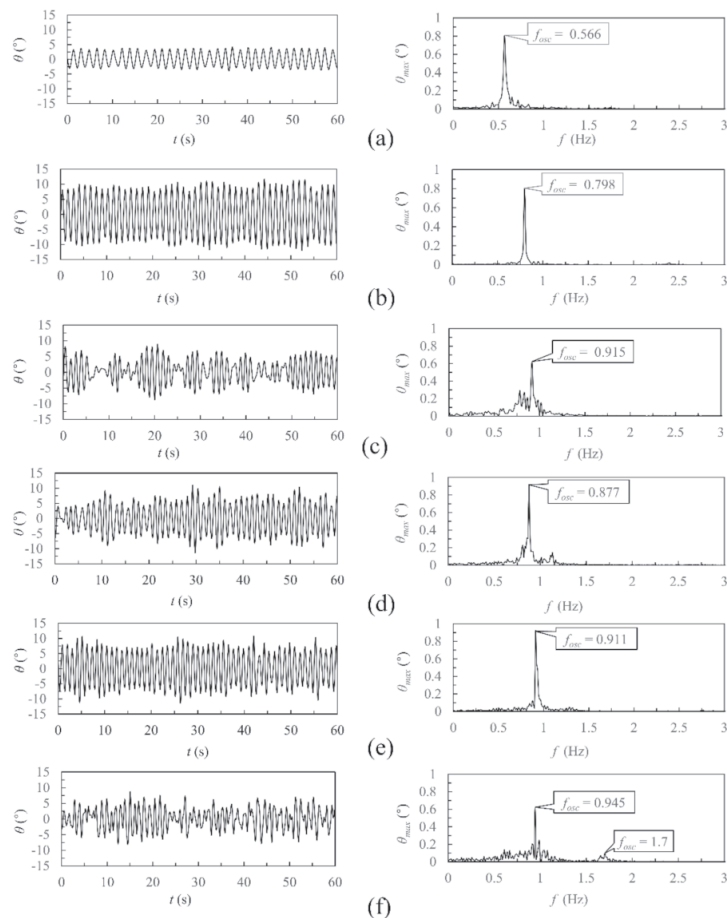 15
10
5
0
-5
-10
-15
θ (°)
0 10 20 30 40 50 60
t (s)
1
0.8
0.6
0.4
0.2
0
θmax (°)
fosc = 0.566
0 0.5 1 1.5 2 2.5 3
f (Hz)
(a)
15
10
5
0
-5
-10
-15
θ (°)
0 10 20 30 40 50 60
t (s)
1
0.8
0.6
0.4
0.2
0
θmax (°)
fosc = 0.798
0 0.5 1 1.5 2 2.5 3
f (Hz)
(b)
15
10
5
0
-5
-10
-15
θ (°)
0 10 20 30 40 50 60
t (s)
1
0.8
0.6
0.4
0.2
0
θmax (°)
fosc = 0.915
0 0.5 1 1.5 2 2.5 3
f (Hz)
(c)
15
10
5
0
-5
-10
-15
θ (°)
0 10 20 30 40 50 60
t (s)
1
0.8
0.6
0.4
0.2
0
θmax (°)
fosc = 0.877
0 0.5 1 1.5 2 2.5 3
f (Hz)
(d)
15
10
5
0
-5
-10
-15
θ (°)
0 10 20 30 40 50 60
t (s)
1
0.8
0.6
0.4
0.2
0
θmax (°)
fosc = 0.911
0 0.5 1 1.5 2 2.5 3
f (Hz)
(e)
15
10
5
0
-5
-10
-15
θ (°)
0 10 20 30 40 50 60
t (s)
1
0.8
0.6
0.4
0.2
0
θmax (°)
fosc = 0.945
fosc = 1.7
0 0.5 1 1.5 2 2.5 3
f (Hz)
(f)